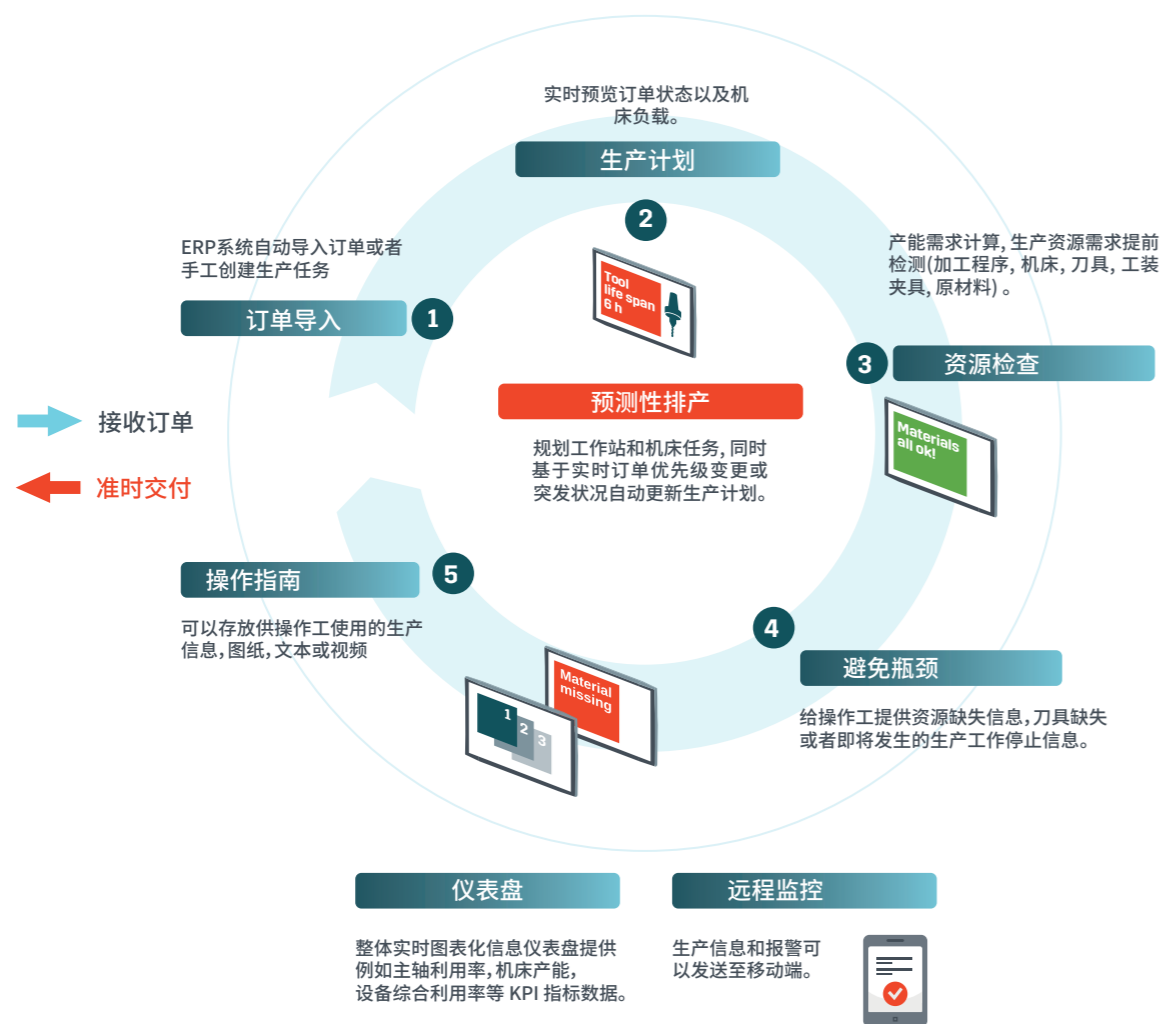 实时预览订单状态以及机
床负载。
生产计划
2
Tool
life span
6 h
ERP系统自动导入订单或者
手工创建生产任务
订单导入
1
产能需求计算, 生产资源需求提前
检测(加工程序, 机床, 刀具, 工装
夹具, 原材料) 。
3
资源检查
Materials
all ok!
预测性排产
规划工作站和机床任务, 同时
基于实时订单优先级变更或
突发状况自动更新生产计划。
接收订单
准时交付
4
避免瓶颈
给操作工提供资源缺失信息, 刀具缺失
或者即将发生的生产工作停止信息。
操作指南
5
可以存放供操作工使用的生产
信息, 图纸, 文本或视频
Material
missing
1
2
3
仪表盘
整体实时图表化信息仪表盘提供
例如主轴利用率, 机床产能,
设备综合利用率等 KPI 指标数据。
远程监控
生产信息和报警可
以发送至移动端。